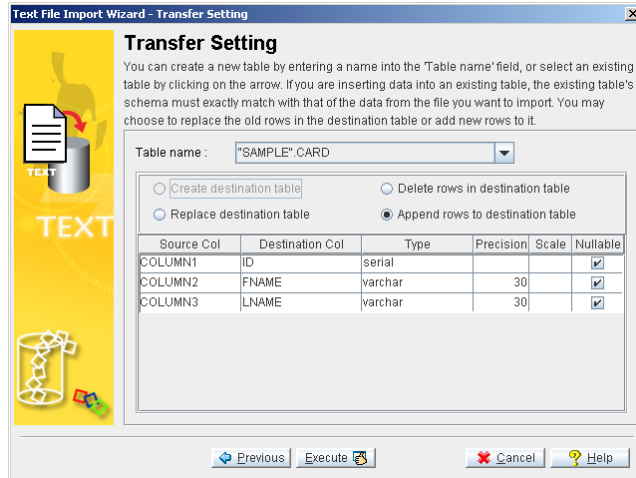 Text File Import Wizard - Transfer Setting
Transfer Setting
You can create a new table by entering a name into the 'Table name' field, or select an existing
table by clicking on the arrow. If you are inserting data into an existing table, the existing table's
schema must exactly match with that of the data from the file you want to import. You may
choose to replace the old rows in the destination table or add new rows to it.
Table name : "SAMPLE".CARD
Create destination table Delete rows in destination table
Replace destination table Append rows to destination table
Source Col Destination Col Type Precision Scale Nullable
COLUMN1 ID serial
COLUMN2 FNAME varchar 30
COLUMN3 LNAME varchar 30
TEXT
TEXT
Previous Execute Cancel Help